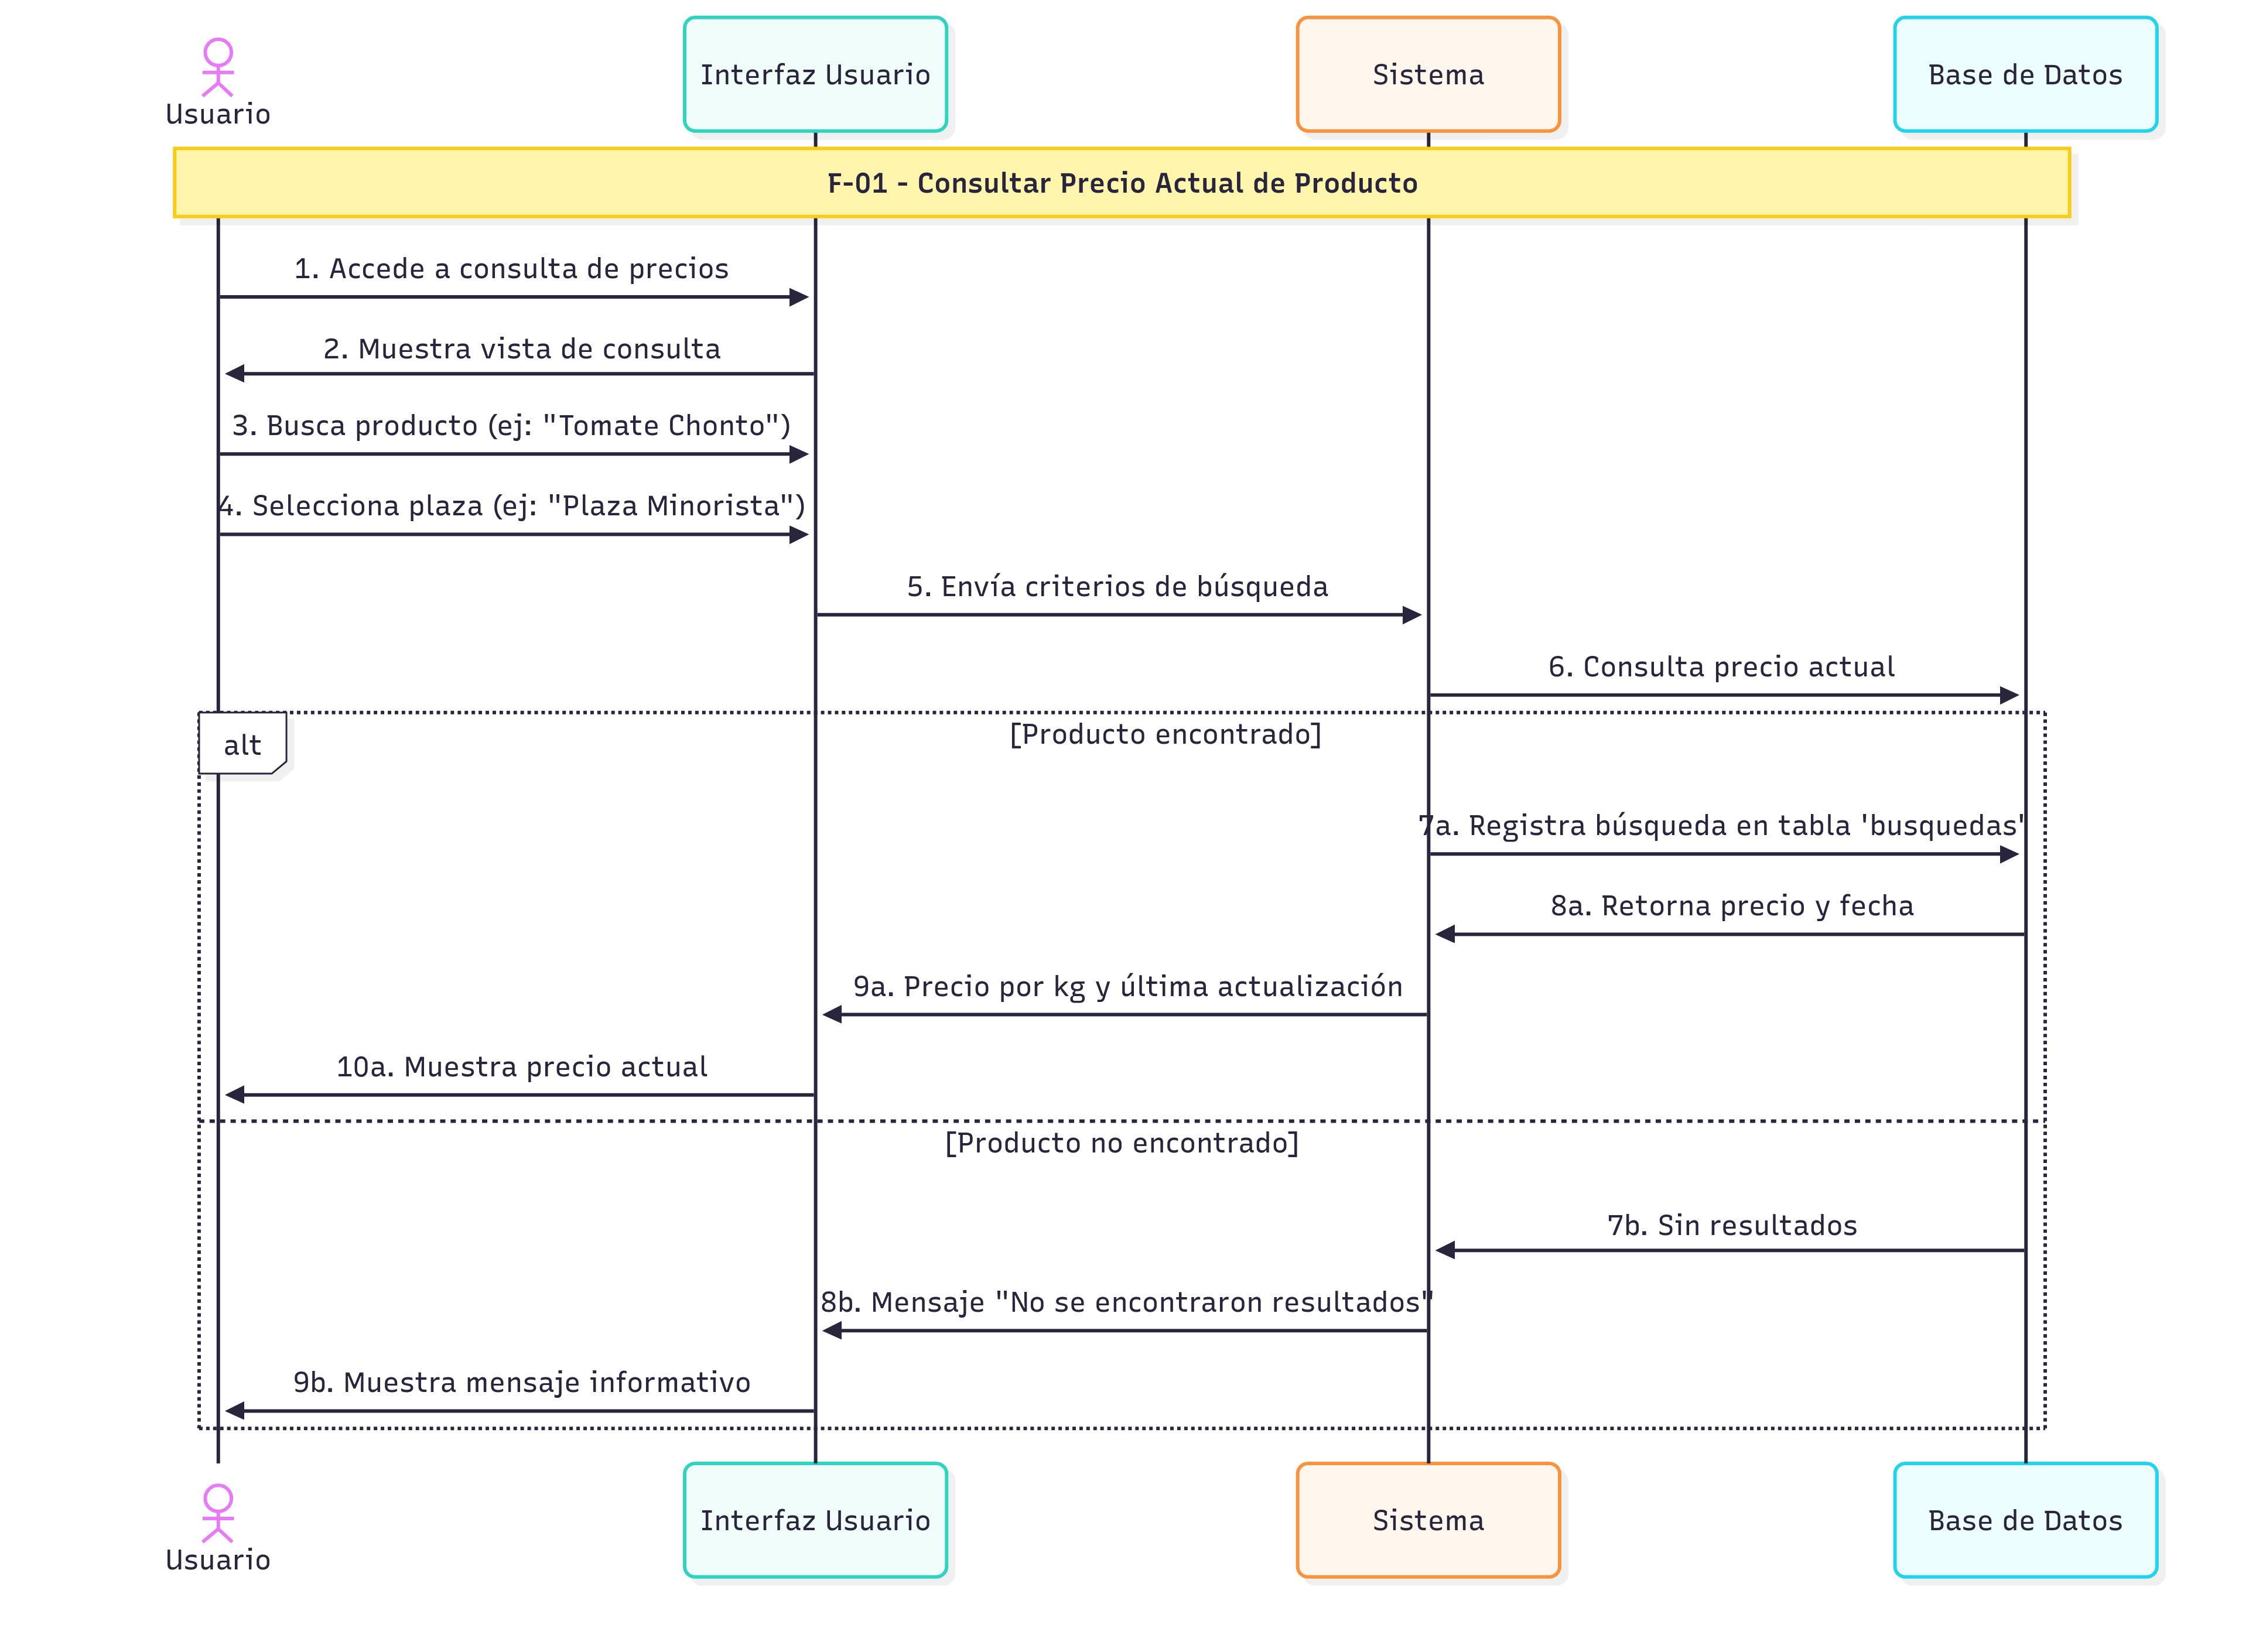 Usuario
Interfaz Usuario
Sistema
Base de Datos
F-01 - Consultar Precio Actual de Producto
1. Accede a consulta de precios
2. Muestra vista de consulta
3. Busca producto (ej: "Tomate Chonto")
4. Selecciona plaza (ej: "Plaza Minorista")
5. Envía criterios de búsqueda
6. Consulta precio actual
alt
[Producto encontrado]
7a. Registra búsqueda en tabla 'busquedas'
8a. Retorna precio y fecha
9a. Precio por kg y última actualización
10a. Muestra precio actual
[Producto no encontrado]
7b. Sin resultados
8b. Mensaje "No se encontraron resultados"
9b. Muestra mensaje informativo
Usuario
Interfaz Usuario
Sistema
Base de Datos